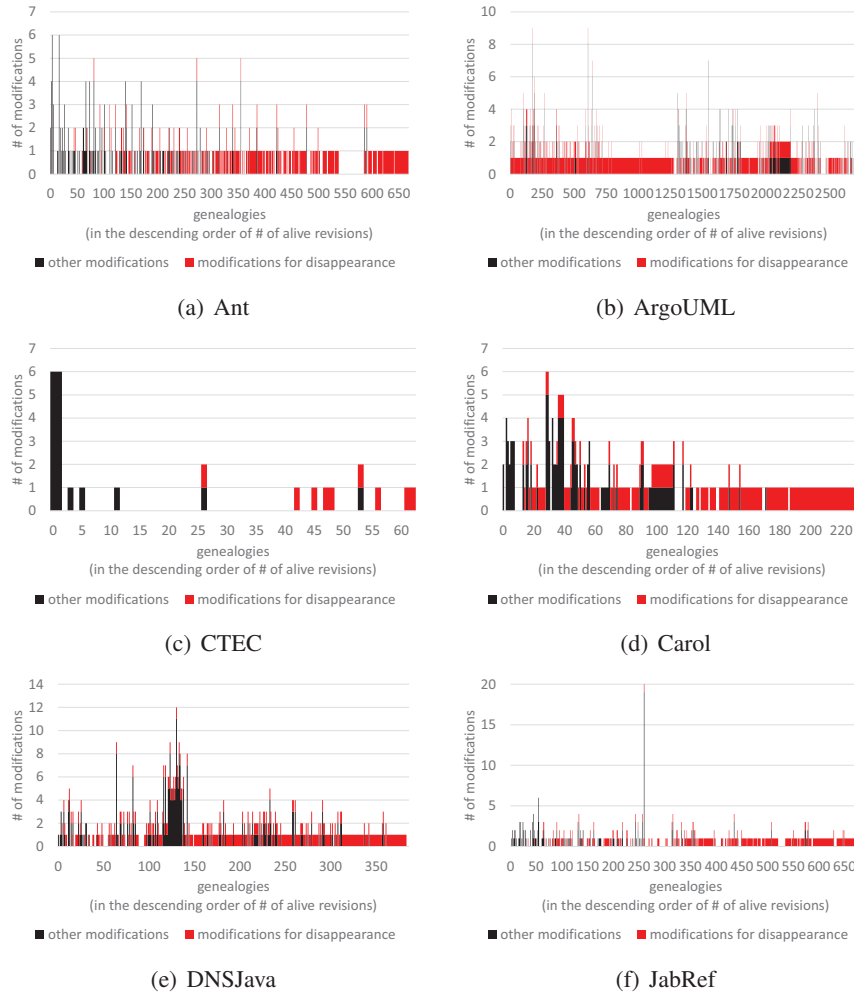 7
6
5
4
3
2
1
0
# of modifications
0 50 100 150 200 250 300 350 400 450 500 550 600 650
genealogies
(in the descending order of # of alive revisions)
other modifications modifications for disappearance
(a) Ant
10
8
6
4
2
0
# of modifications
0 250 500 750 1000 1250 1500 1750 2000 2250 2500
genealogies
(in the descending order of # of alive revisions)
other modifications modifications for disappearance
(b) ArgoUML
7
6
5
4
3
2
1
0
# of modifications
0 5 10 15 20 25 30 35 40 45 50 55 60
genealogies
(in the descending order of # of alive revisions)
other modifications modifications for disappearance
(c) CTEC
7
6
5
4
3
2
1
0
# of modifications
0 20 40 60 80 100 120 140 160 180 200 220
genealogies
(in the descending order of # of alive revisions)
other modifications modifications for disappearance
(d) Carol
14
12
10
8
6
4
2
0
# of modifications
0 50 100 150 200 250 300 350
genealogies
(in the descending order of # of alive revisions)
other modifications modifications for disappearance
(e) DNSJava
20
15
10
5
0
# of modifications
0 50 100 150 200 250 300 350 400 450 500 550 600 650
genealogies
(in the descending order of # of alive revisions)
other modifications modifications for disappearance
(f) JabRef